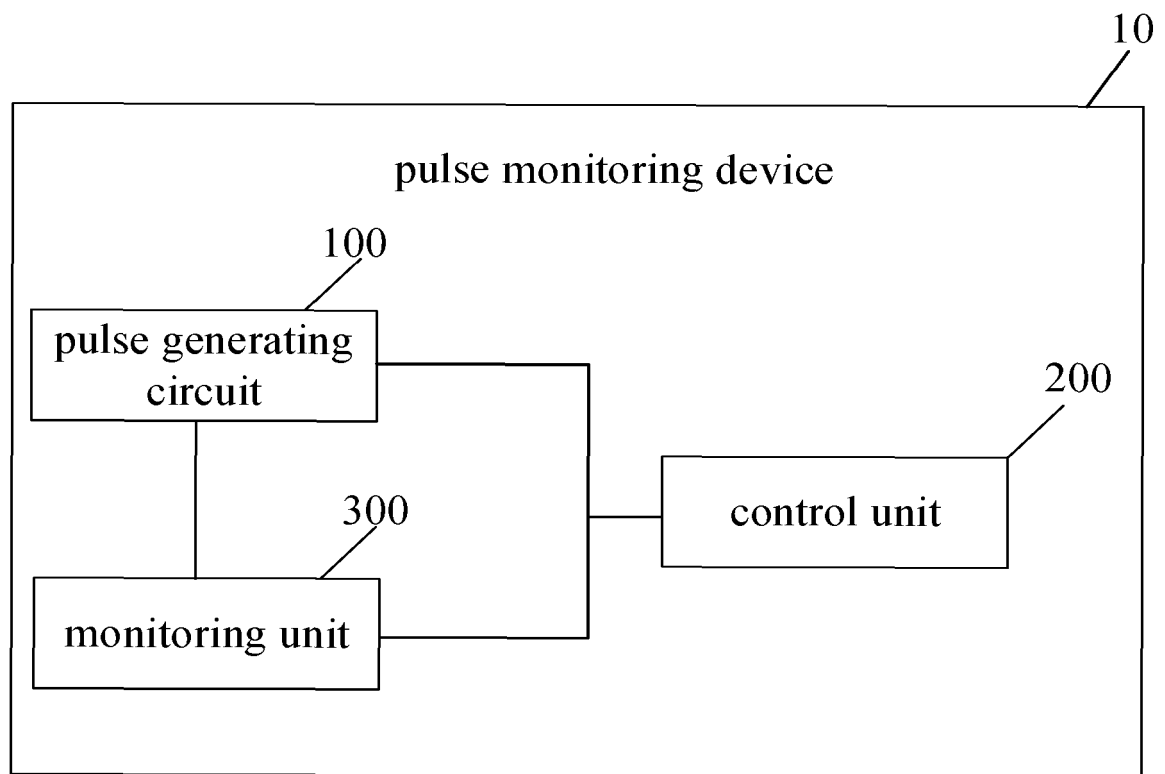 10
pulse monitoring device
100
pulse generating
circuit
200
control unit
300
monitoring unit